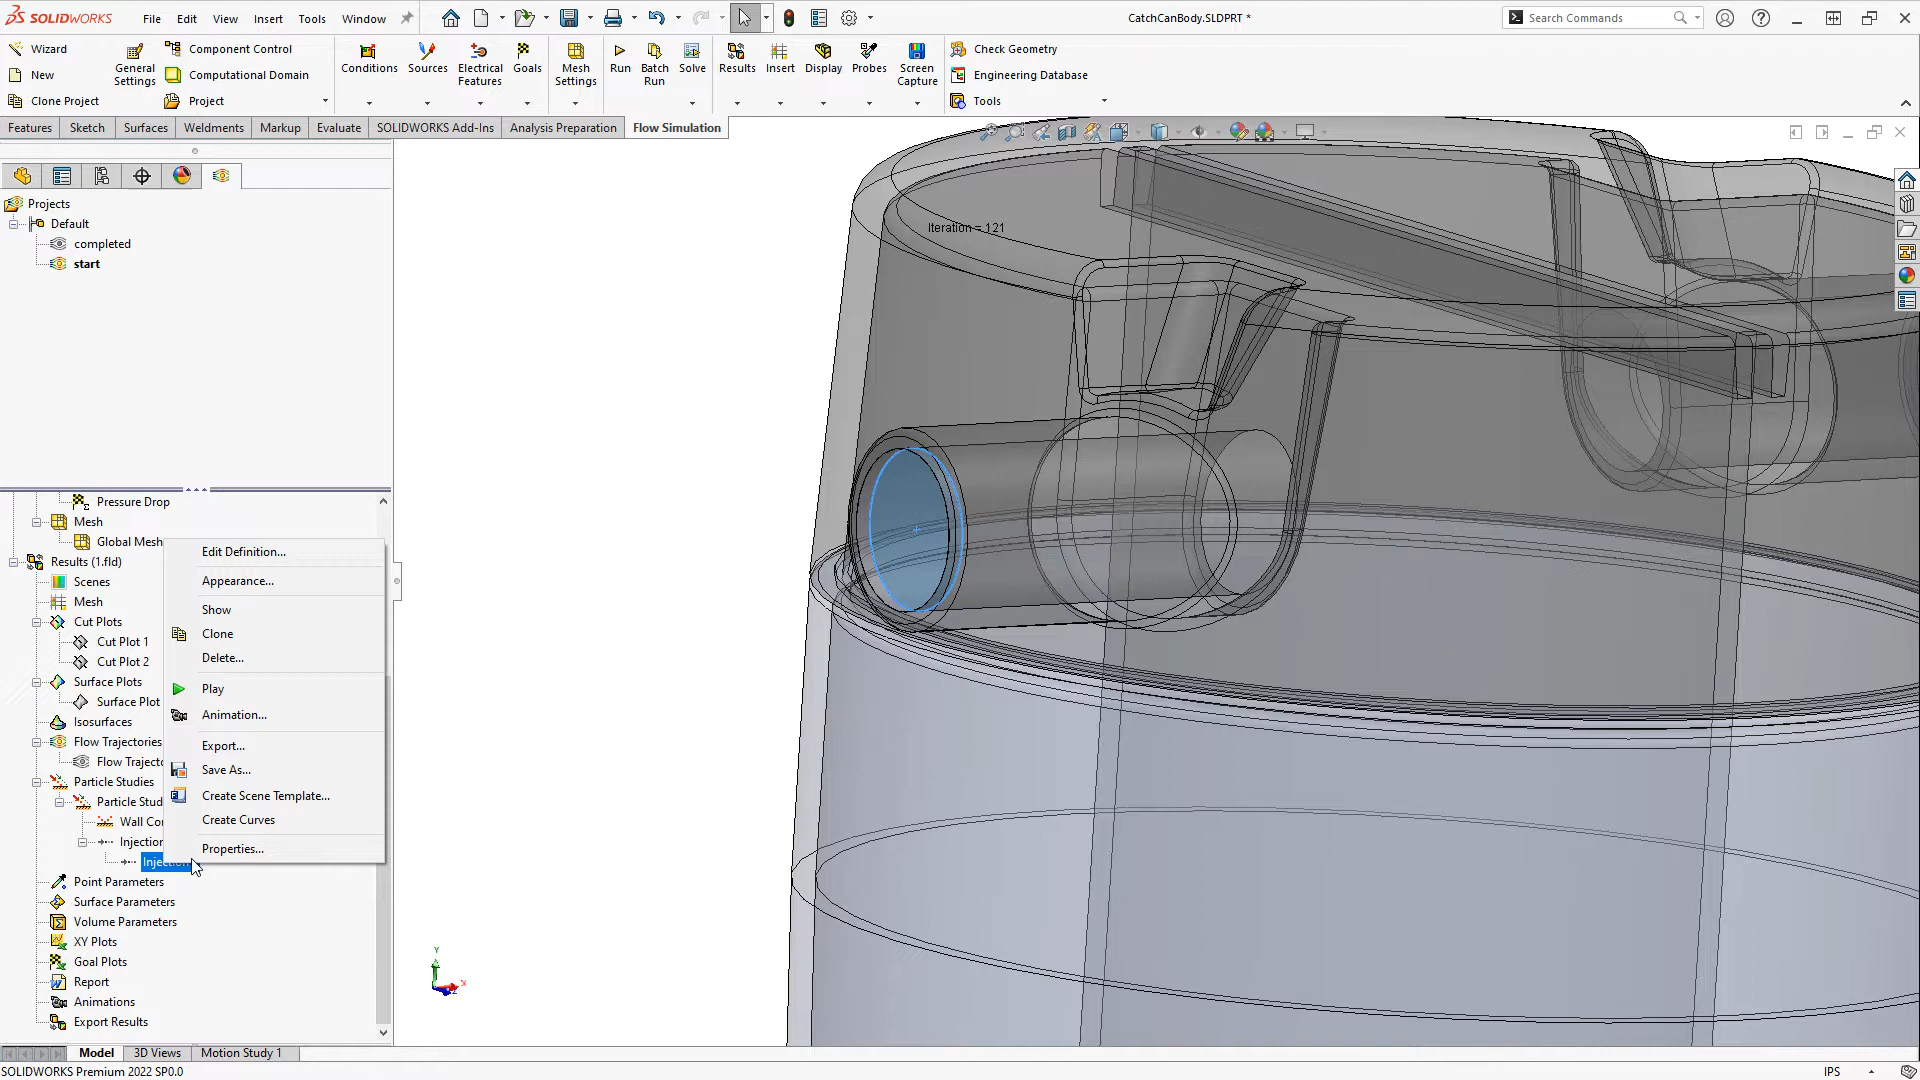 SOLIDWORKS
File Edit View Insert Tools Window
CatchCanBody.SLDPRT *
Search Commands
Wizard
New
Clone Project
General Settings
Component Control
Computational Domain
Project
Conditions
Sources
Electrical Features
Goals
Mesh Settings
Run
Batch Run
Solve
Results
Insert
Display
Probes
Screen Capture
Check Geometry
Engineering Database
Tools
Features Sketch Surfaces Weldments Markup Evaluate SOLIDWORKS Add-Ins Analysis Preparation Flow Simulation
Projects
Default
completed
start
Iteration = 121
Pressure Drop
Mesh
Global Mesh
Results (1.fld)
Scenes
Mesh
Cut Plots
Cut Plot 1
Cut Plot 2
Surface Plots
Surface Plot
Isosurfaces
Flow Trajectories
Flow Trajecto
Particle Studies
Particle Stud
Wall Con
Injection
Injection
Point Parameters
Surface Parameters
Volume Parameters
XY Plots
Goal Plots
Report
Animations
Export Results
Edit Definition...
Appearance...
Show
Clone
Delete...
Play
Animation...
Export...
Save As...
Create Scene Template...
Create Curves
Properties...
Y
X
Z
Model 3D Views Motion Study 1
SOLIDWORKS Premium 2022 SP0.0
IPS